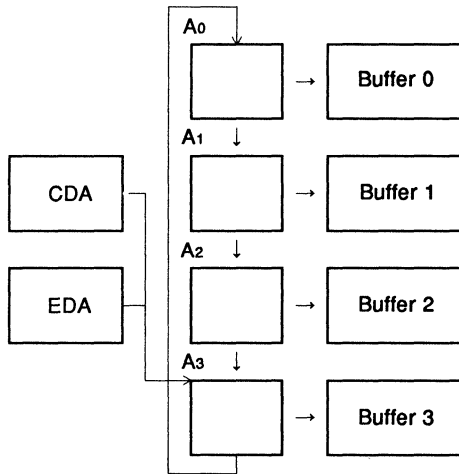 A0
Buffer 0
A1
CDA
Buffer 1
A2
EDA
Buffer 2
A3
Buffer 3